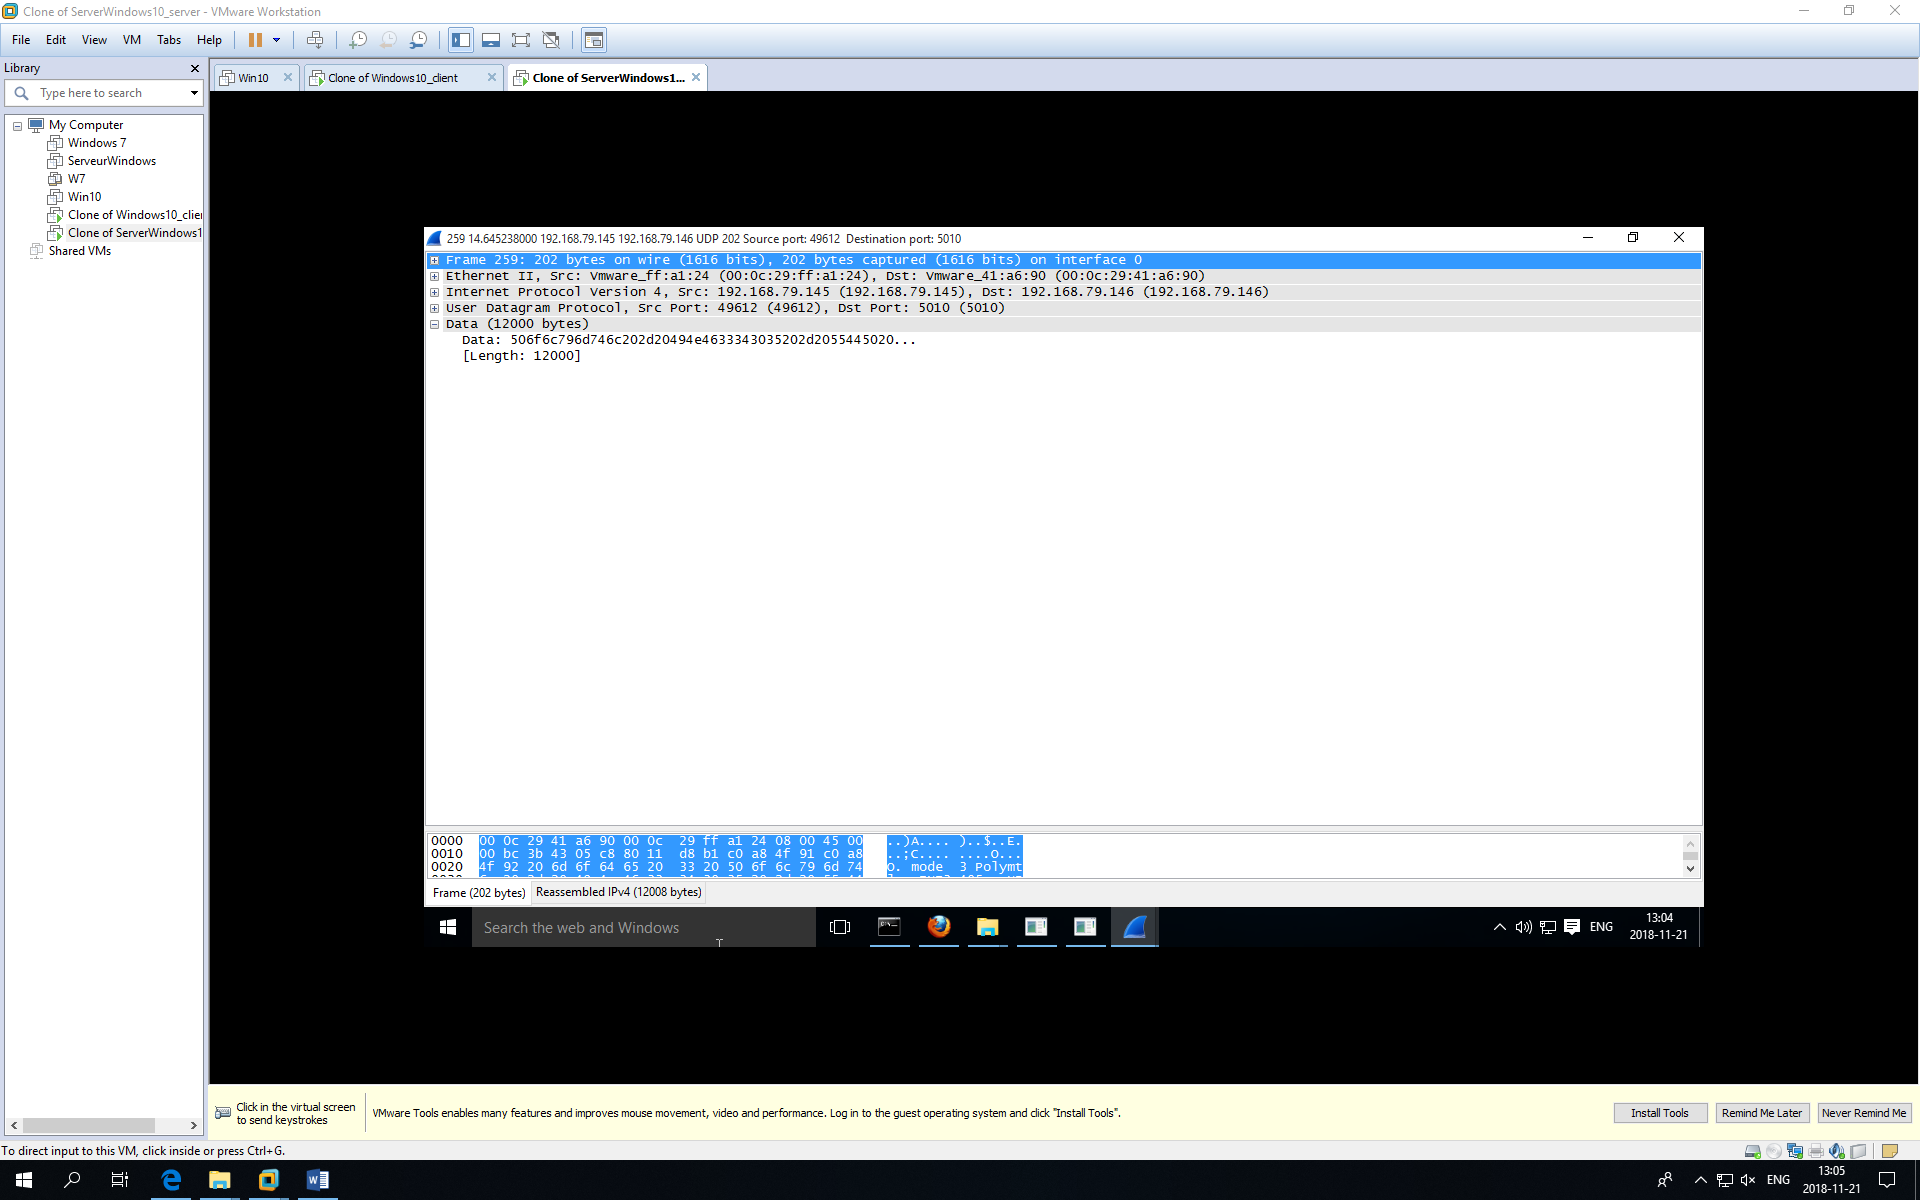 Clone of ServerWindows10_server - VMware Workstation
File Edit View VM Tabs Help
Library
Type here to search
My Computer
Windows 7
ServeurWindows
W7
Win10
Clone of Windows10_clie
Clone of ServerWindows1
Shared VMs
Win10
Clone of Windows10_client
Clone of ServerWindows1...
259 14.645238000 192.168.79.145 192.168.79.146 UDP 202 Source port: 49612 Destination port: 5010
Frame 259: 202 bytes on wire (1616 bits), 202 bytes captured (1616 bits) on interface 0
Ethernet II, Src: Vmware_ff:a1:24 (00:0c:29:ff:a1:24), Dst: Vmware_41:a6:90 (00:0c:29:41:a6:90)
Internet Protocol Version 4, Src: 192.168.79.145 (192.168.79.145), Dst: 192.168.79.146 (192.168.79.146)
User Datagram Protocol, Src Port: 49612 (49612), Dst Port: 5010 (5010)
Data (12000 bytes)
Data: 506f6c796d746c202d20494e4633343035202d2055445020...
[Length: 12000]
0000 00 0c 29 41 a6 90 00 0c 29 ff a1 24 08 00 45 00 ..)A.... )..$..E.
0010 00 bc 3b 43 05 c8 80 11 d8 b1 c0 a8 4f 91 c0 a8 ..;C.... ....O...
0020 4f 92 20 6d 6f 64 65 20 33 20 50 6f 6c 79 6d 74 O. mode 3 Polymt
Frame (202 bytes) Reassembled IPv4 (12008 bytes)
Search the web and Windows
ENG
13:04
2018-11-21
Click in the virtual screen
to send keystrokes
VMware Tools enables many features and improves mouse movement, video and performance. Log in to the guest operating system and click "Install Tools".
Install Tools
Remind Me Later
Never Remind Me
To direct input to this VM, click inside or press Ctrl+G.
ENG
13:05
2018-11-21